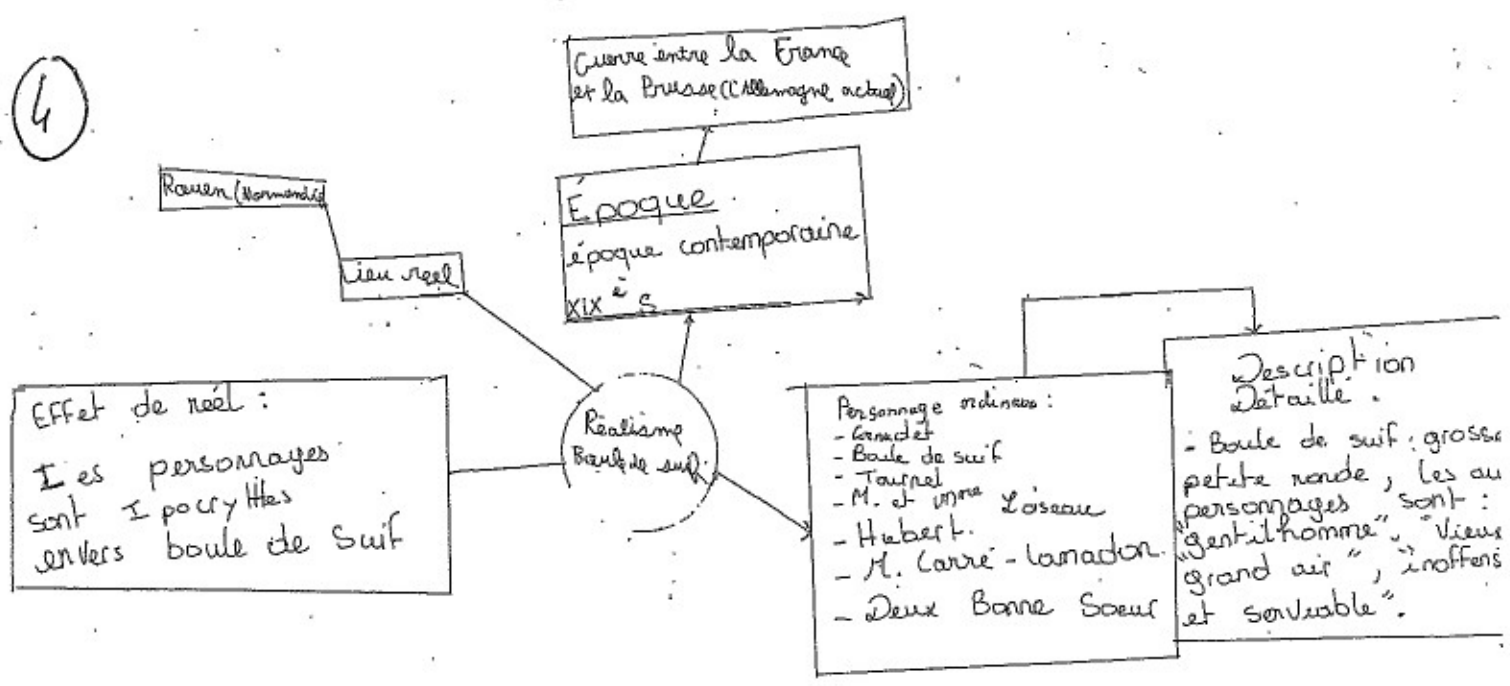 4
Guerre entre la France
et la Prusse (l'Allemagne actuel)
Rouen (Normandie
Époque
époque contemporaine
XIXè S
Lieu réel
Effet de réel :
Les personnages
sont Ipocryttes
envers boule de Suif
Réalisme
Boule de suif.
Personnage ordinaire :
- Cornudet
- Boule de suif
- Tournel
- M. et Mme Loiseau
- Hubert.
- M. Carré-Lamadon.
- Deux Bonne Soeur
Description
Détaillé.
- Boule de suif : grosse
petite ronde, les au
personnages sont :
"gentilhomme", "Vieux
grand air", inoffens
et serviable".